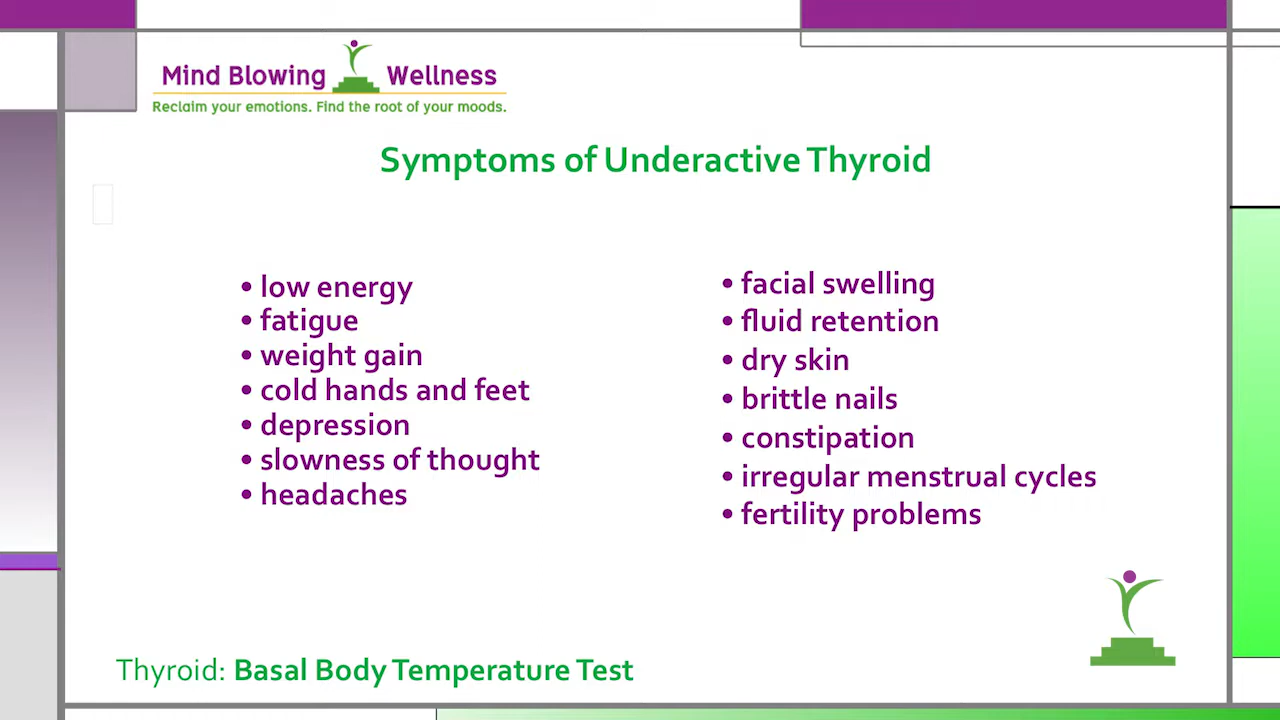 Mind Blowing Wellness
Reclaim your emotions. Find the root of your moods.
Symptoms of Underactive Thyroid
• low energy
• fatigue
• weight gain
• cold hands and feet
• depression
• slowness of thought
• headaches
• facial swelling
• fluid retention
• dry skin
• brittle nails
• constipation
• irregular menstrual cycles
• fertility problems
Thyroid: Basal Body Temperature Test